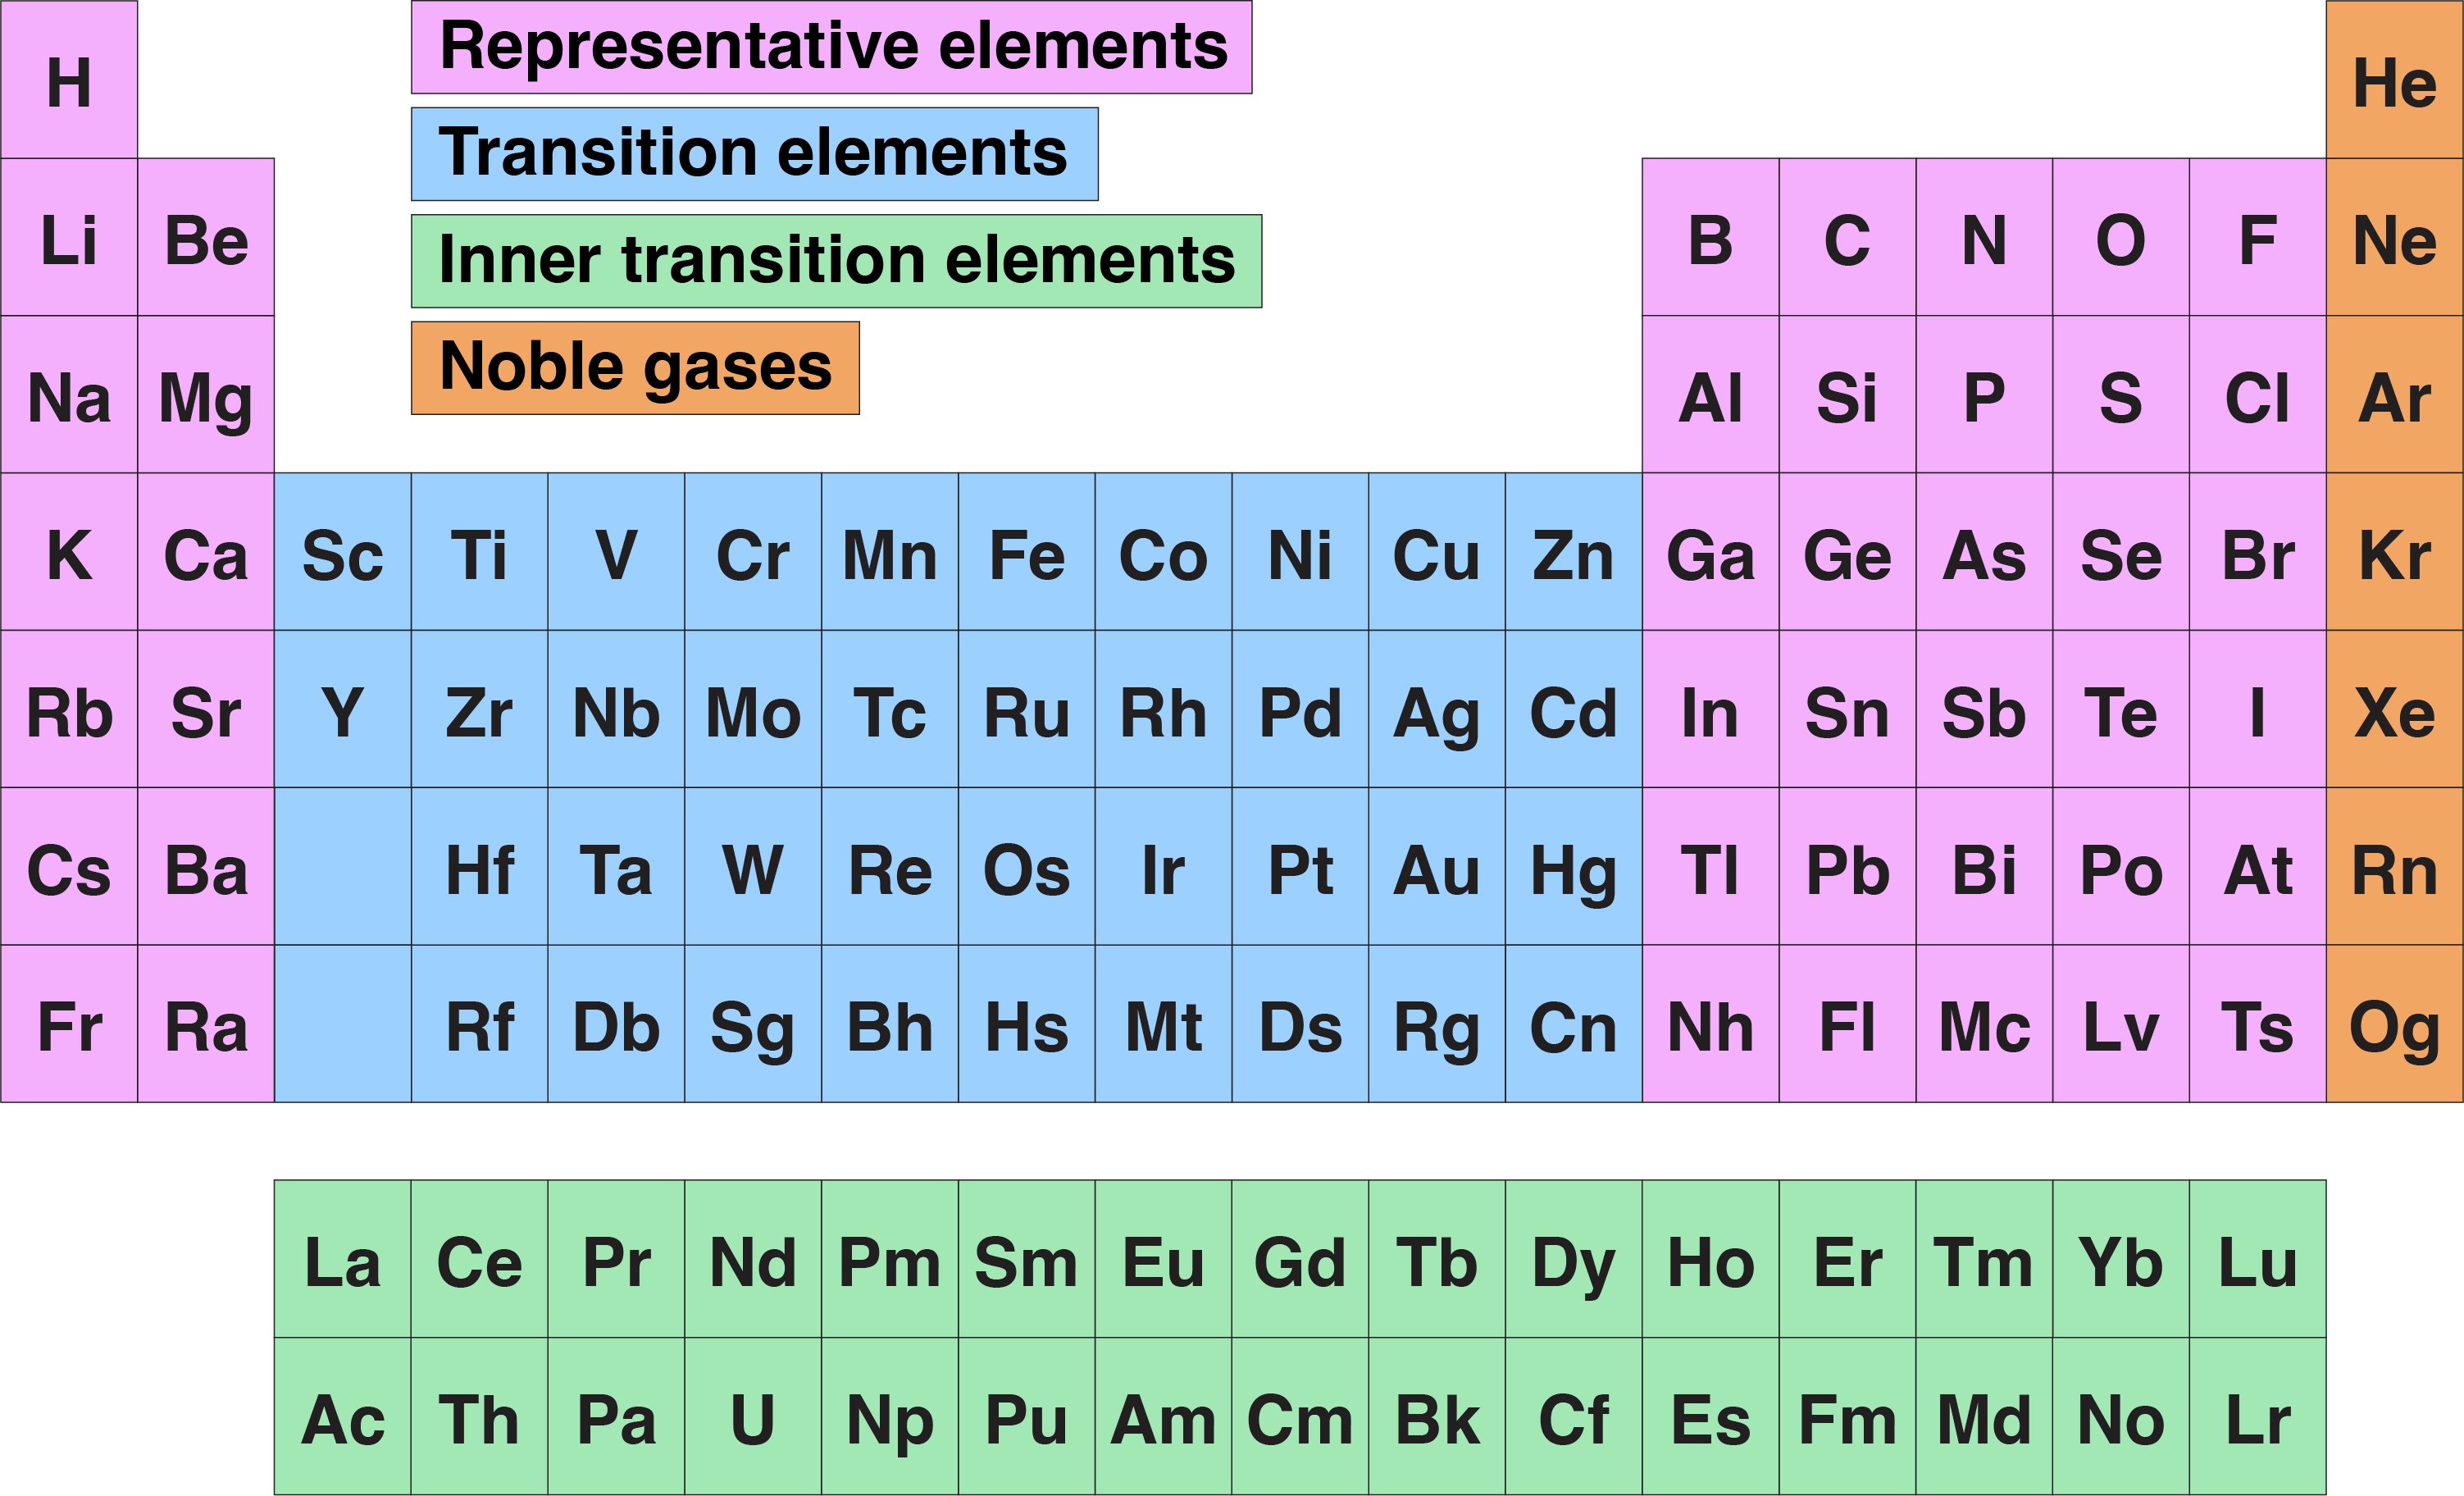 H Representative elements He
Transition elements
Li Be B C N O F Ne
Inner transition elements
Noble gases
Na Mg Al Si P S Cl Ar
K Ca Sc Ti V Cr Mn Fe Co Ni Cu Zn Ga Ge As Se Br Kr
Rb Sr Y Zr Nb Mo Tc Ru Rh Pd Ag Cd In Sn Sb Te I Xe
Cs Ba Hf Ta W Re Os Ir Pt Au Hg Tl Pb Bi Po At Rn
Fr Ra Rf Db Sg Bh Hs Mt Ds Rg Cn Nh Fl Mc Lv Ts Og
La Ce Pr Nd Pm Sm Eu Gd Tb Dy Ho Er Tm Yb Lu
Ac Th Pa U Np Pu Am Cm Bk Cf Es Fm Md No Lr